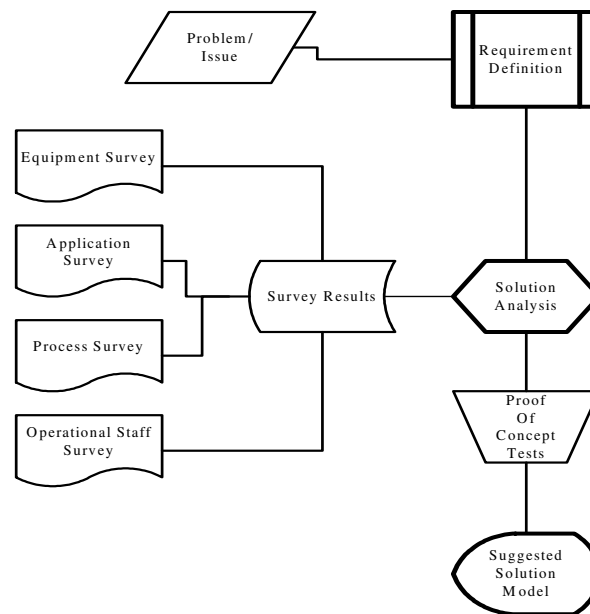 Problem/
Issue
Requirement
Definition
Equipment Survey
Application
Survey
Survey Results
Solution
Analysis
Process Survey
Proof
Of
Concept
Tests
Operational Staff
Survey
Suggested
Solution
Model